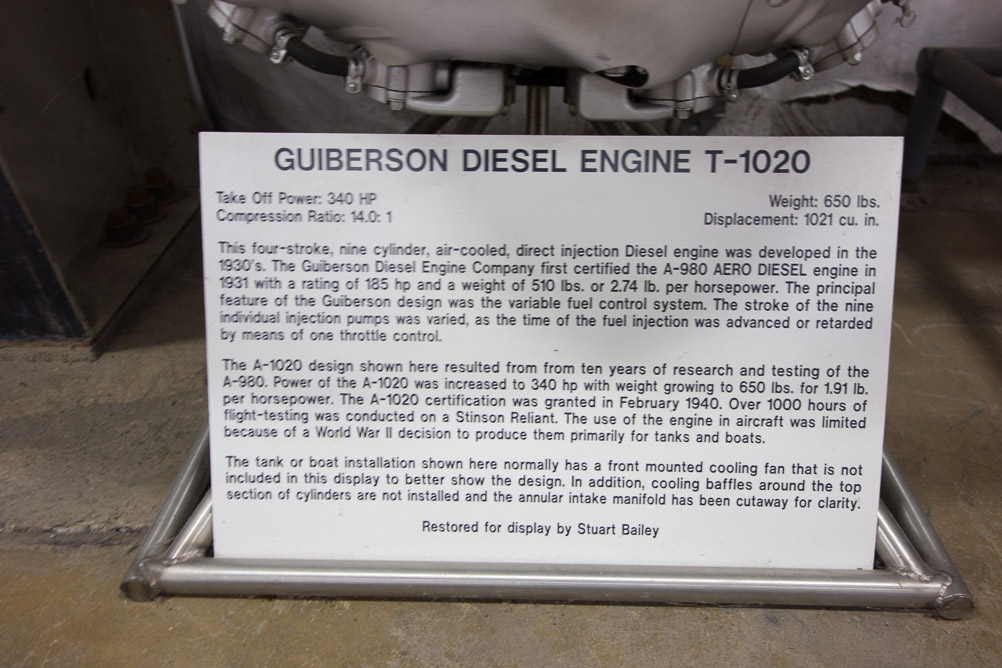 GUIBERSON DIESEL ENGINE T-1020
Take Off Power: 340 HP
Compression Ratio: 14.0: 1
Weight: 650 lbs.
Displacement: 1021 cu. in.
This four-stroke, nine cylinder, air-cooled, direct injection Diesel engine was developed in the
1930's. The Guiberson Diesel Engine Company first certified the A-980 AERO DIESEL engine in
1931 with a rating of 185 hp and a weight of 510 lbs. or 2.74 lb. per horsepower. The principal
feature of the Guiberson design was the variable fuel control system. The stroke of the nine
individual injection pumps was varied, as the time of the fuel injection was advanced or retarded
by means of one throttle control.
The A-1020 design shown here resulted from from ten years of research and testing of the
A-980. Power of the A-1020 was increased to 340 hp with weight growing to 650 lbs. for 1.91 lb.
per horsepower. The A-1020 certification was granted in February 1940. Over 1000 hours of
flight-testing was conducted on a Stinson Reliant. The use of the engine in aircraft was limited
because of a World War II decision to produce them primarily for tanks and boats.
The tank or boat installation shown here normally has a front mounted cooling fan that is not
included in this display to better show the design. In addition, cooling baffles around the top
section of cylinders are not installed and the annular intake manifold has been cutaway for clarity.
Restored for display by Stuart Bailey